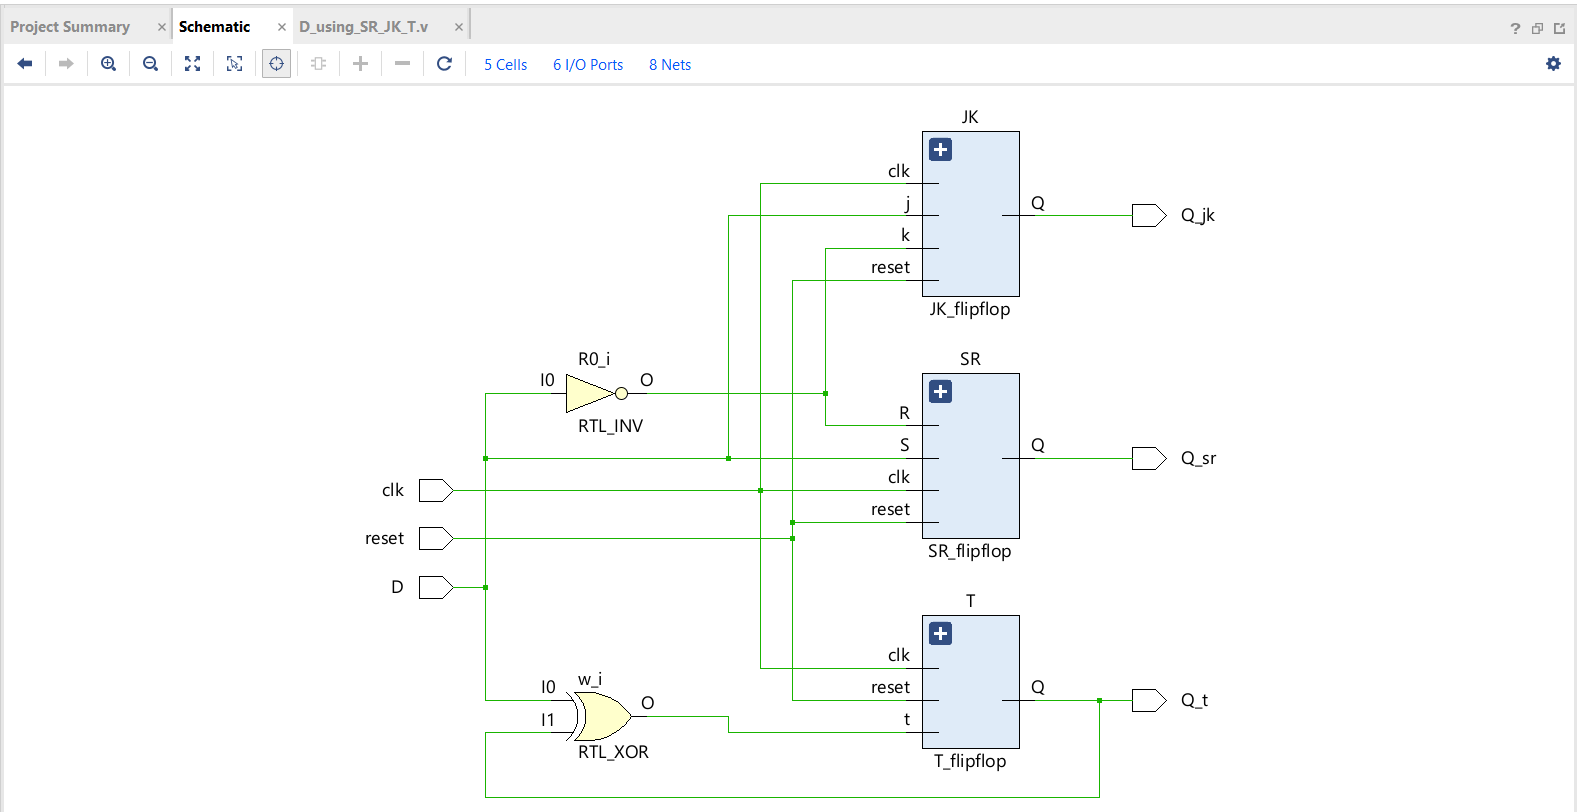 Project Summary × Schematic × D_using_SR_JK_T.v ×
5 Cells 6 I/O Ports 8 Nets
JK
clk
j
k
reset
Q
Q_jk
JK_flipflop
R0_i
I0
O
RTL_INV
SR
R
S
clk
reset
Q
Q_sr
SR_flipflop
clk
reset
D
T
clk
reset
t
Q
Q_t
T_flipflop
w_i
I0
I1
O
RTL_XOR